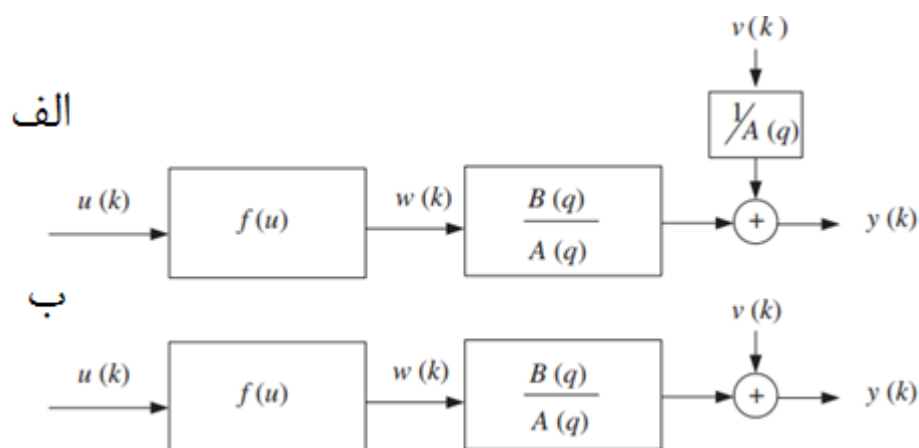 v(k)
الف
1/A(q)
u(k)
f(u)
w(k)
B(q)
A(q)
+
y(k)
ب
v(k)
u(k)
f(u)
w(k)
B(q)
A(q)
+
y(k)